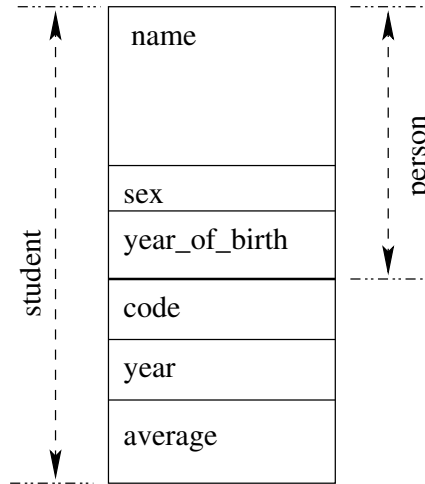 name
sex
year_of_birth
code
year
average
student
person